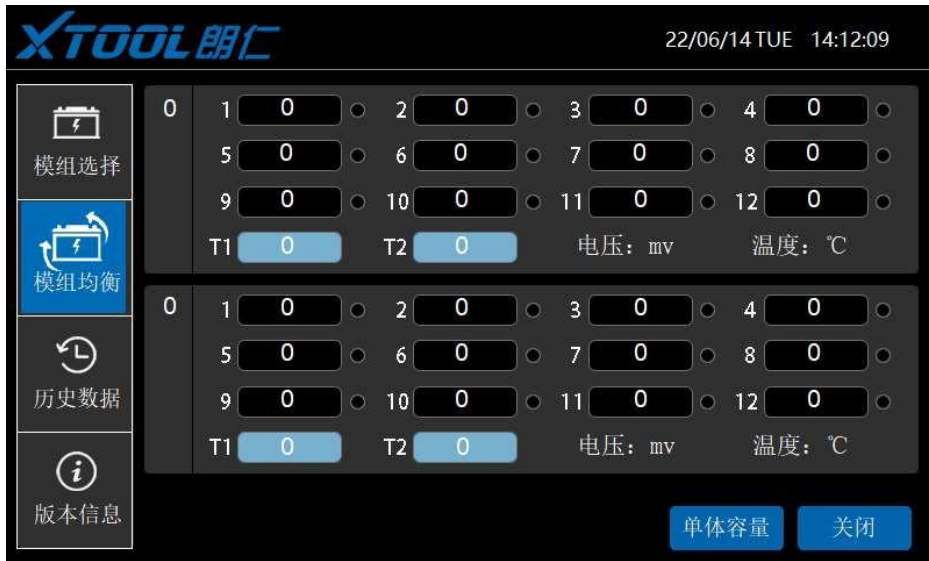 XTOOL 朗仁
22/06/14 TUE 14:12:09
模组选择
模组均衡
历史数据
版本信息
0 1 0 2 0 3 0 4 0
5 0 6 0 7 0 8 0
9 0 10 0 11 0 12 0
T1 0 T2 0 电压：mv 温度：℃
0 1 0 2 0 3 0 4 0
5 0 6 0 7 0 8 0
9 0 10 0 11 0 12 0
T1 0 T2 0 电压：mv 温度：℃
单体容量 关闭